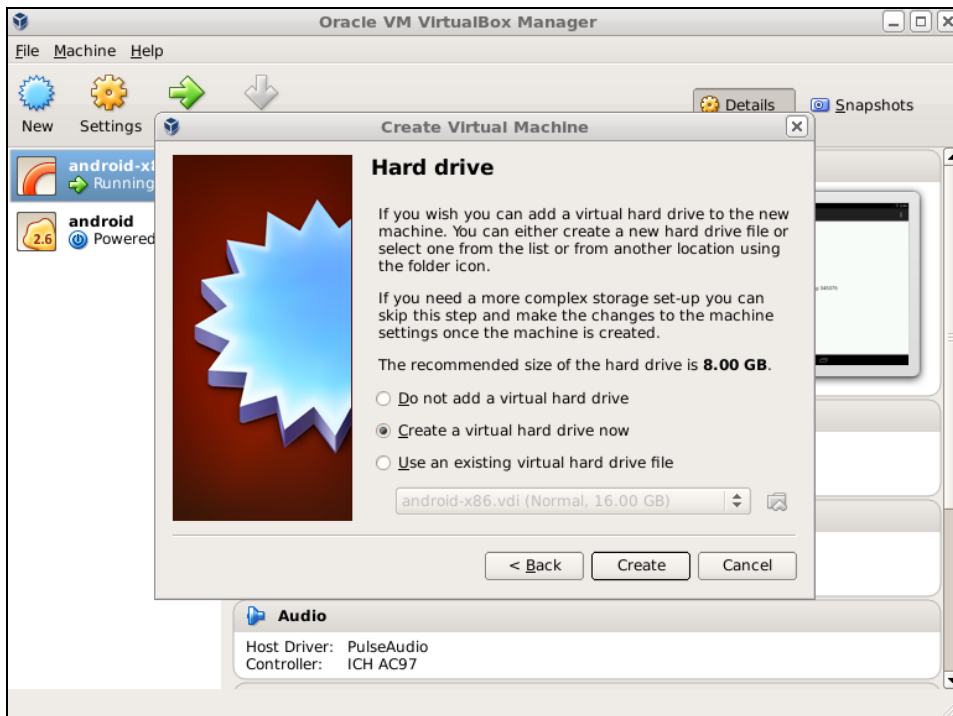 Oracle VM VirtualBox Manager
File Machine Help
New Settings
Details Snapshots
android-x8
Running
android
2.6
Powered
Create Virtual Machine
Hard drive
If you wish you can add a virtual hard drive to the new
machine. You can either create a new hard drive file or
select one from the list or from another location using
the folder icon.
If you need a more complex storage set-up you can
skip this step and make the changes to the machine
settings once the machine is created.
The recommended size of the hard drive is 8.00 GB.
Do not add a virtual hard drive
Create a virtual hard drive now
Use an existing virtual hard drive file
android-x86.vdi (Normal, 16.00 GB)
< Back Create Cancel
Audio
Host Driver: PulseAudio
Controller: ICH AC97